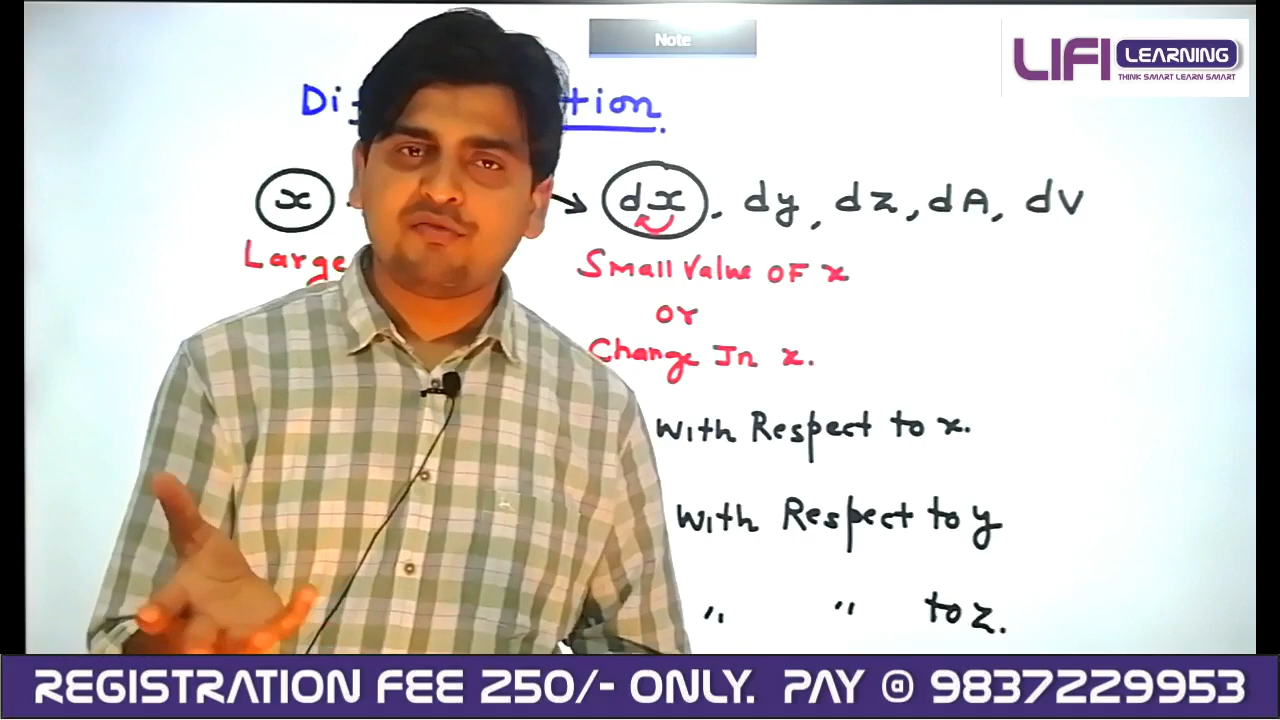 Note
LIFI LEARNING
THINK SMART LEARN SMART
Di tion
x → dx, dy, dz, dA, dV
Large Small Value OF x
or
Change In x.
With Respect to x.
With Respect to y
" " to z.
REGISTRATION FEE 250/- ONLY. PAY @ 9837229953